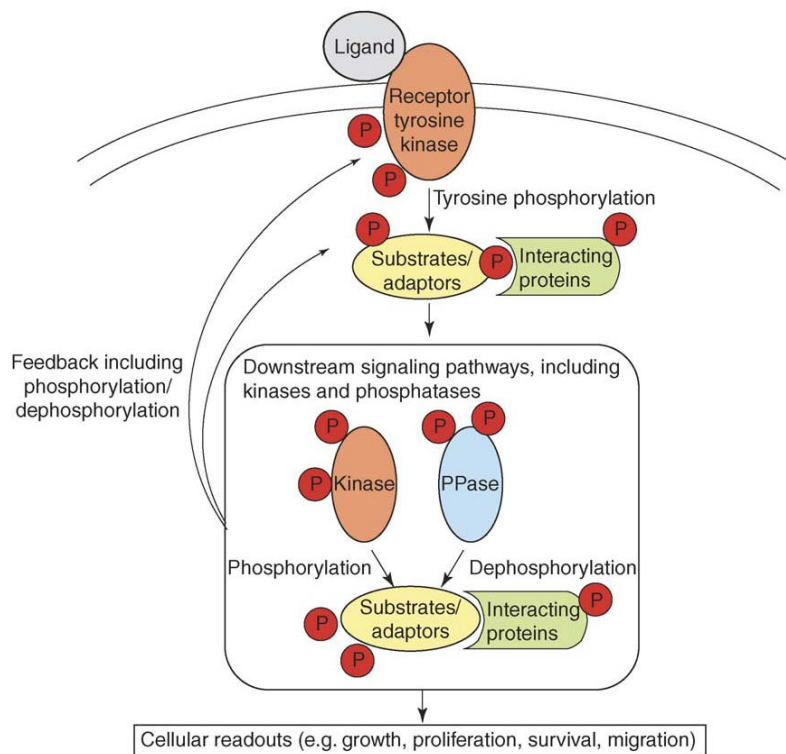 Ligand
Receptor
tyrosine
kinase
P
P
Tyrosine phosphorylation
P
P
Substrates/
adaptors
P
Interacting
proteins
Feedback including
phosphorylation/
dephosphorylation
Downstream signaling pathways, including
kinases and phosphatases
P
P
P
P
Kinase
PPase
Phosphorylation
Dephosphorylation
Substrates/
adaptors
Interacting
proteins
P
P
P
Cellular readouts (e.g. growth, proliferation, survival, migration)